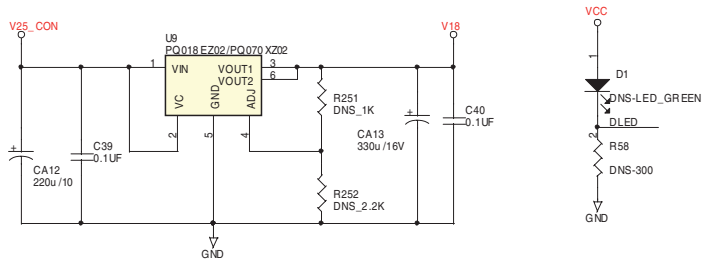 V25_CON
U9
PQ018EZ02/PQ070XZ02
V18
VCC
1
VIN
VOUT1
3
VOUT2
6
VC
GND
ADJ
2
5
4
R251
DNS_1K
C39
0.1UF
CA12
220u/10
R252
DNS_2.2K
CA13
330u/16V
C40
0.1UF
GND
1
D1
DNS-LED_GREEN
DLED
2
R58
DNS-300
GND
+
+